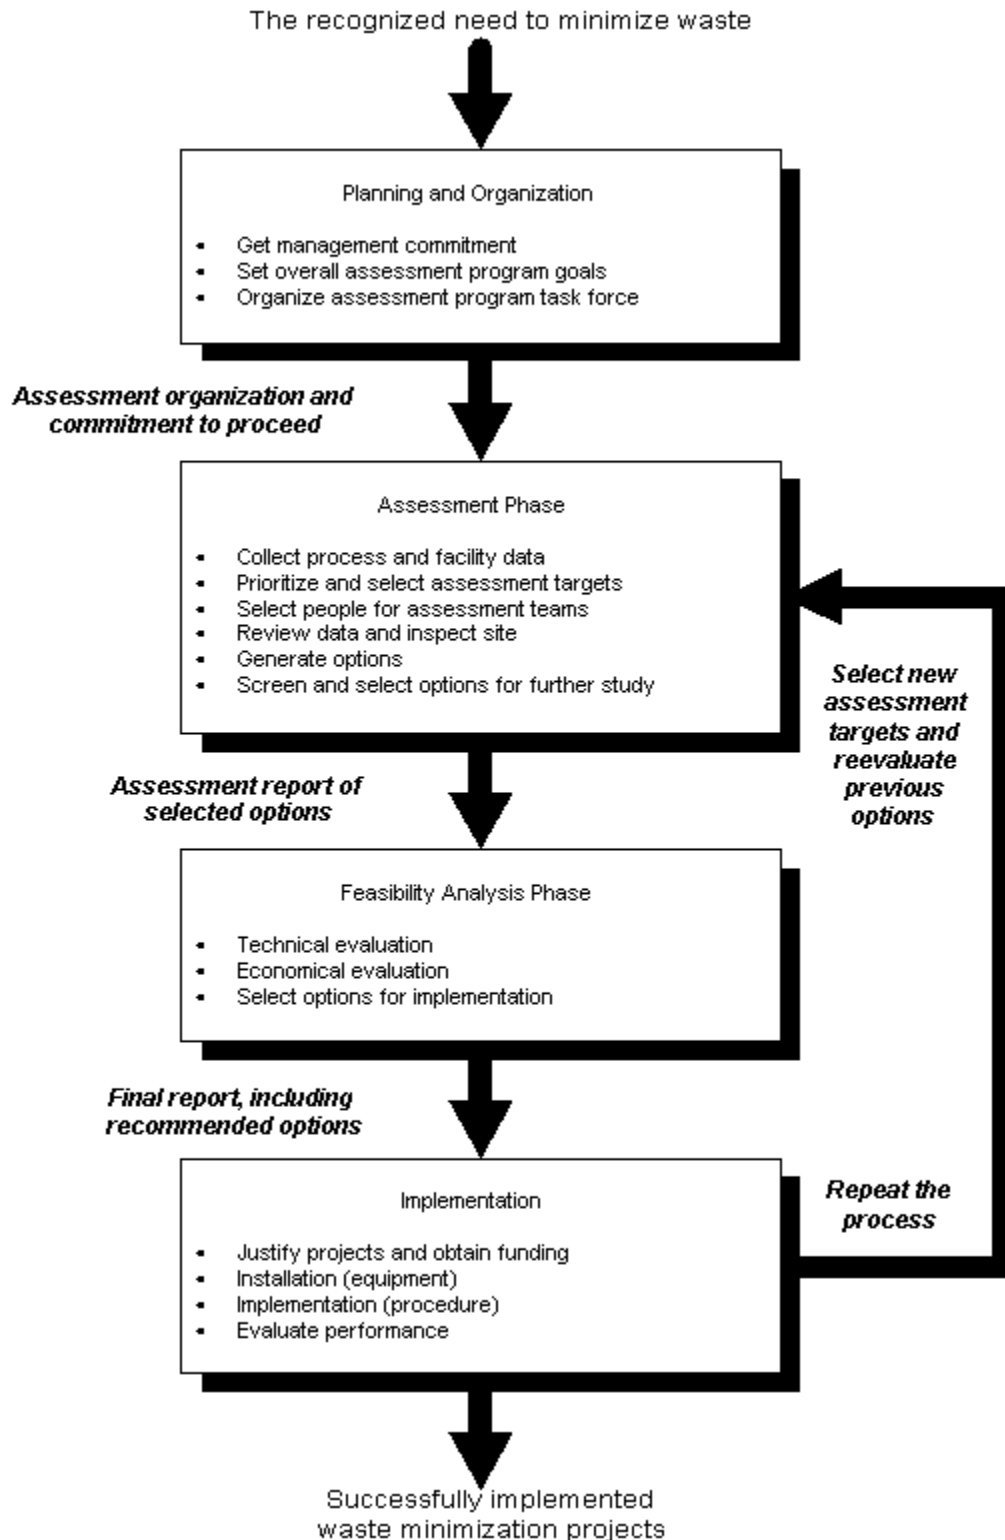 The recognized need to minimize waste
Planning and Organization
• Get management commitment
• Set overall assessment program goals
• Organize assessment program task force
Assessment organization and
commitment to proceed
Assessment Phase
• Collect process and facility data
• Prioritize and select assessment targets
• Select people for assessment teams
• Review data and inspect site
• Generate options
• Screen and select options for further study
Select new
assessment
targets and
reevaluate
previous
options
Assessment report of
selected options
Feasibility Analysis Phase
• Technical evaluation
• Economical evaluation
• Select options for implementation
Final report, including
recommended options
Implementation
• Justify projects and obtain funding
• Installation (equipment)
• Implementation (procedure)
• Evaluate performance
Repeat the
process
Successfully implemented
waste minimization projects